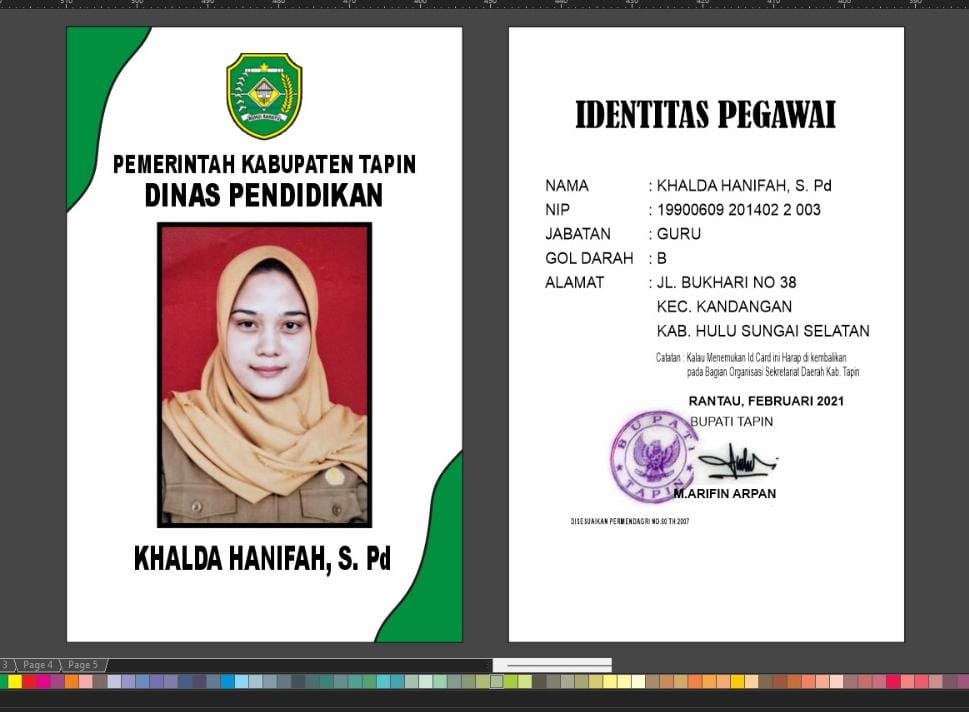 PEMERINTAH KABUPATEN TAPIN
DINAS PENDIDIKAN
KHALDA HANIFAH, S. Pd
IDENTITAS PEGAWAI
NAMA : KHALDA HANIFAH, S. Pd
NIP : 19900609 201402 2 003
JABATAN : GURU
GOL DARAH : B
ALAMAT : JL. BUKHARI NO 38
KEC. KANDANGAN
KAB. HULU SUNGAI SELATAN
Catatan : Kalau Menemukan Id Card ini Harap di kembalikan
pada Bagian Organisasi Sekretariat Daerah Kab. Tapin
RANTAU, FEBRUARI 2021
BUPATI TAPIN
BUPATI
TAPIN
M.ARIFIN ARPAN
DISESUAIKAN PERMENDAGRI NO.60 TH 2007
3 Page 4 Page 5